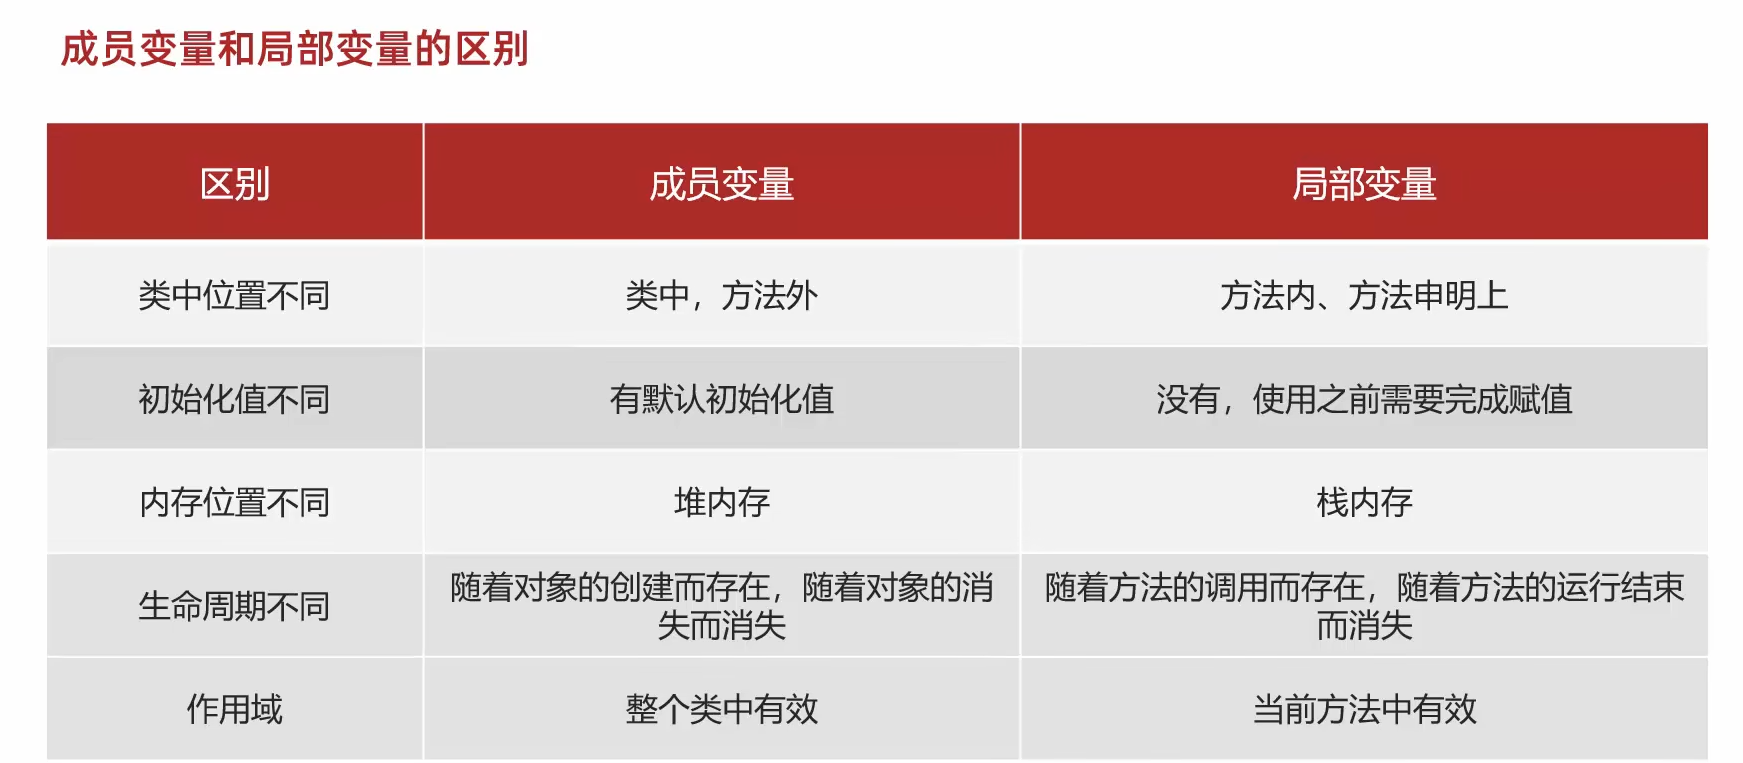 成员变量和局部变量的区别
区别 成员变量 局部变量
类中位置不同 类中，方法外 方法内、方法申明上
初始化值不同 有默认初始化值 没有，使用之前需要完成赋值
内存位置不同 堆内存 栈内存
生命周期不同
随着对象的创建而存在，随着对象的消
失而消失
随着方法的调用而存在，随着方法的运行结束
而消失
作用域 整个类中有效 当前方法中有效